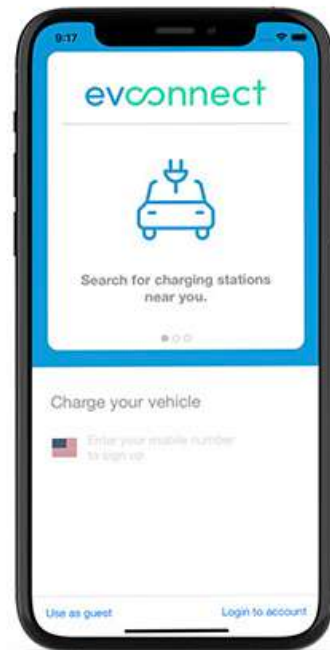 9:17
evconnect
Search for charging stations
near you.
Charge your vehicle
Enter your mobile number
to sign up
Use as guest
Login to account